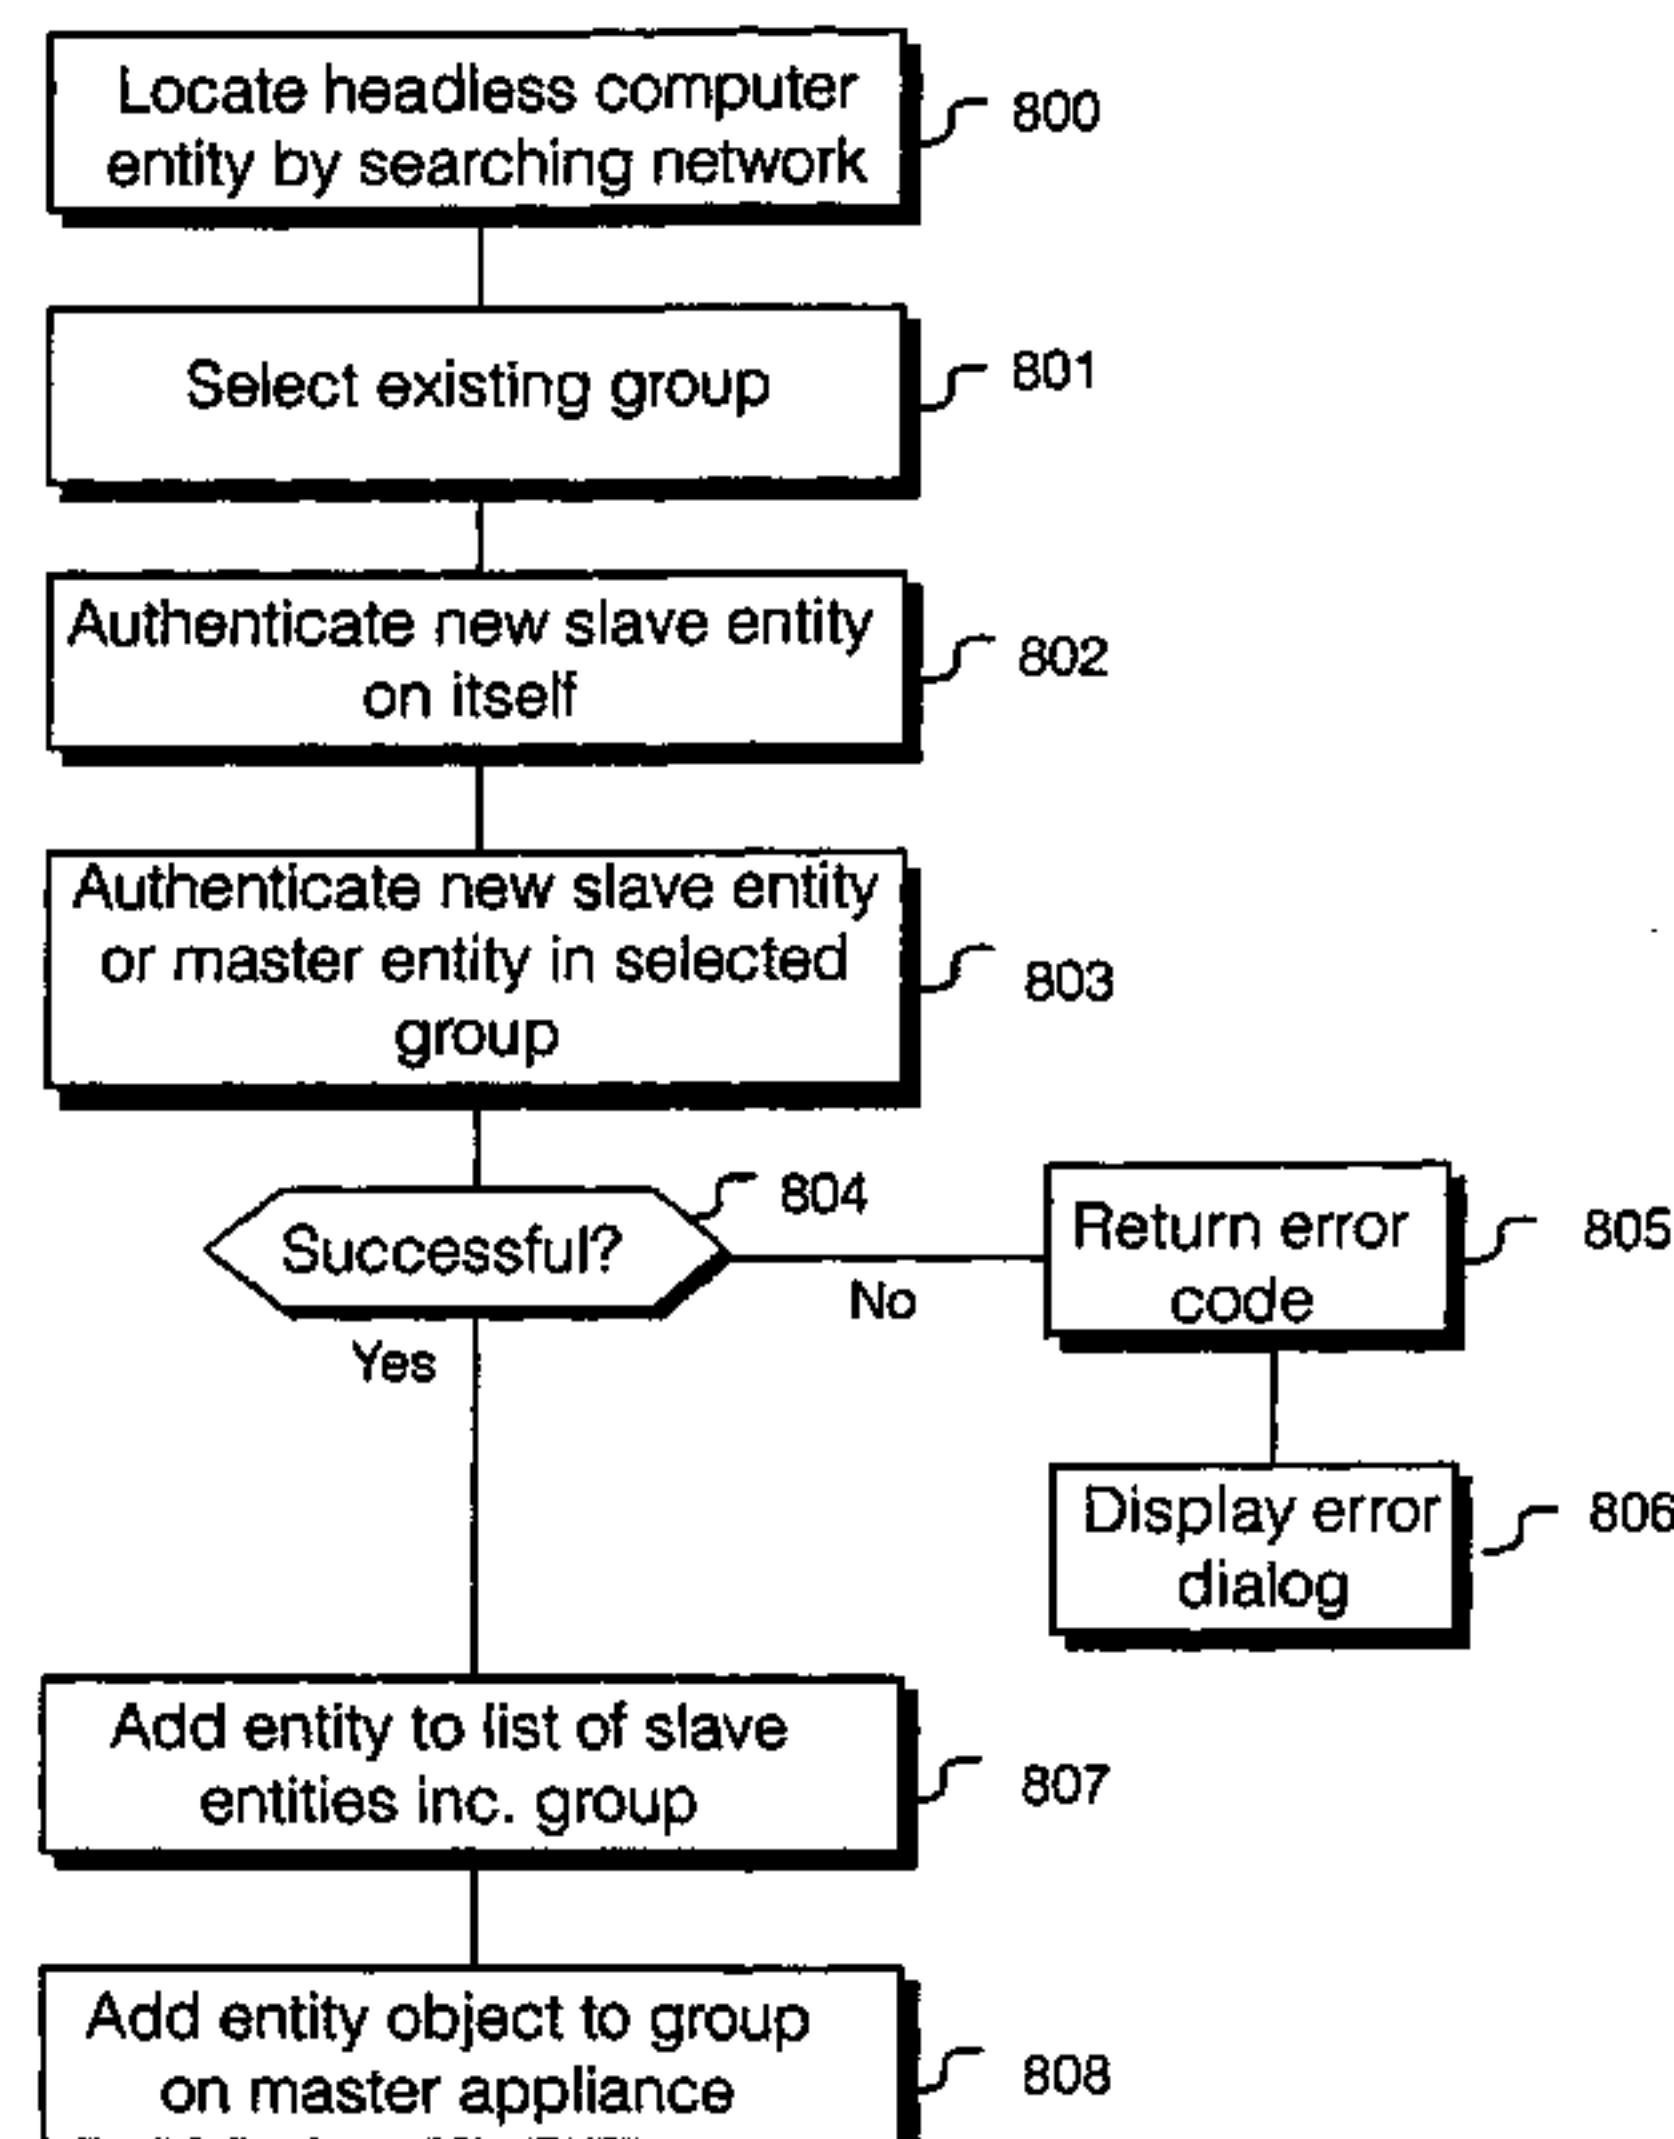 Locate headless computer
entity by searching network
800
Select existing group
801
Authenticate new slave entity
on itself
802
Authenticate new slave entity
or master entity in selected
group
803
Successful?
804
No
Yes
Return error
code
805
Display error
dialog
806
Add entity to list of slave
entities inc. group
807
Add entity object to group
on master appliance
808